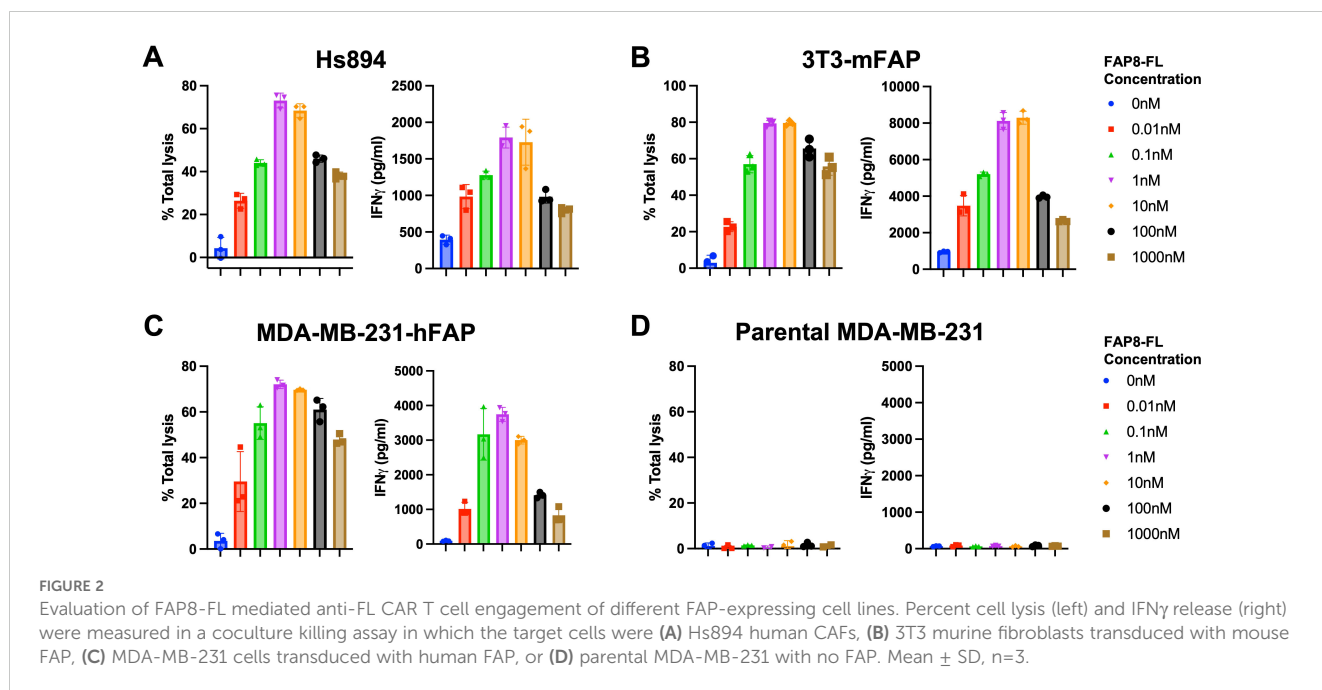 A
Hs894
% Total lysis
80
60
40
20
0
IFNγ (pg/ml)
2500
2000
1500
1000
500
0
B
3T3-mFAP
% Total lysis
100
80
60
40
20
0
IFNγ (pg/ml)
10000
8000
6000
4000
2000
0
FAP8-FL
Concentration
0nM
0.01nM
0.1nM
1nM
10nM
100nM
1000nM
C
MDA-MB-231-hFAP
% Total lysis
80
60
40
20
0
IFNγ (pg/ml)
5000
4000
3000
2000
1000
0
D
Parental MDA-MB-231
% Total lysis
80
60
40
20
0
IFNγ (pg/ml)
5000
4000
3000
2000
1000
0
FAP8-FL
Concentration
0nM
0.01nM
0.1nM
1nM
10nM
100nM
1000nM
FIGURE 2
Evaluation of FAP8-FL mediated anti-FL CAR T cell engagement of different FAP-expressing cell lines. Percent cell lysis (left) and IFNγ release (right)
were measured in a coculture killing assay in which the target cells were (A) Hs894 human CAFs, (B) 3T3 murine fibroblasts transduced with mouse
FAP, (C) MDA-MB-231 cells transduced with human FAP, or (D) parental MDA-MB-231 with no FAP. Mean ± SD, n=3.